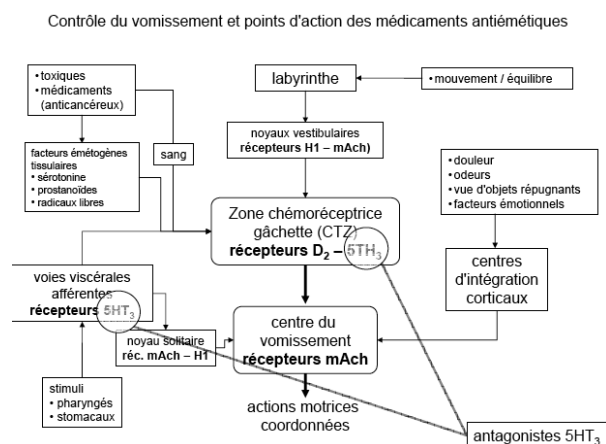 Contrôle du vomissement et points d'action des médicaments antiémétiques
• toxiques
• médicaments
(anticancéreux)
labyrinthe
• mouvement / équilibre
facteurs émétogènes
tissulaires
• sérotonine
• prostanoïdes
• radicaux libres
sang
noyaux vestibulaires
récepteurs H1 – mAch)
• douleur
• odeurs
• vue d'objets répugnants
• facteurs émotionnels
Zone chémoréceptrice
gâchette (CTZ)
récepteurs D2 – 5TH3
voies viscérales
afférentes
récepteurs 5HT3
centres
d'intégration
corticaux
noyau solitaire
réc. mAch – H1
centre du
vomissement
récepteurs mAch
stimuli
• pharyngés
• stomacaux
actions motrices
coordonnées
antagonistes 5HT3